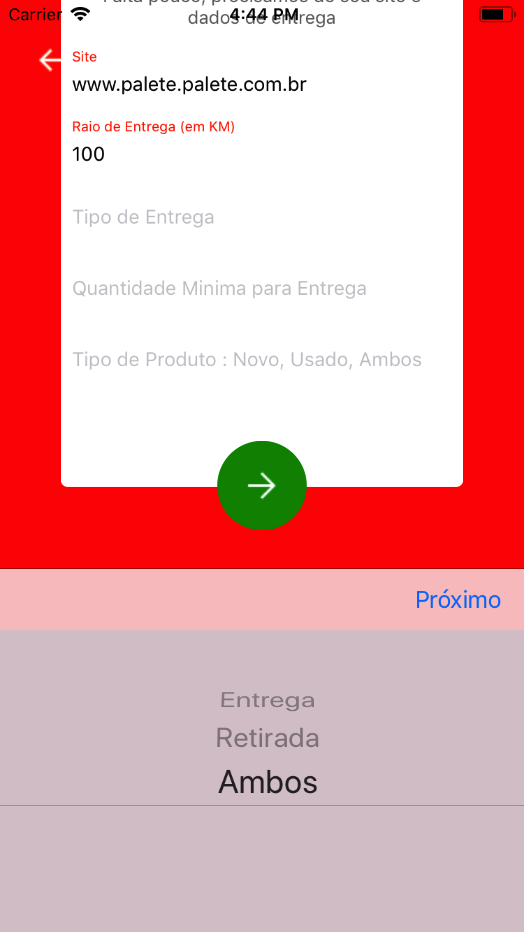 Carrier 4:44 PM
Falta pouco, precisamos de seu site e
dados de entrega
Site
www.palete.palete.com.br
Raio de Entrega (em KM)
100
Tipo de Entrega
Quantidade Minima para Entrega
Tipo de Produto : Novo, Usado, Ambos
Próximo
Entrega
Retirada
Ambos